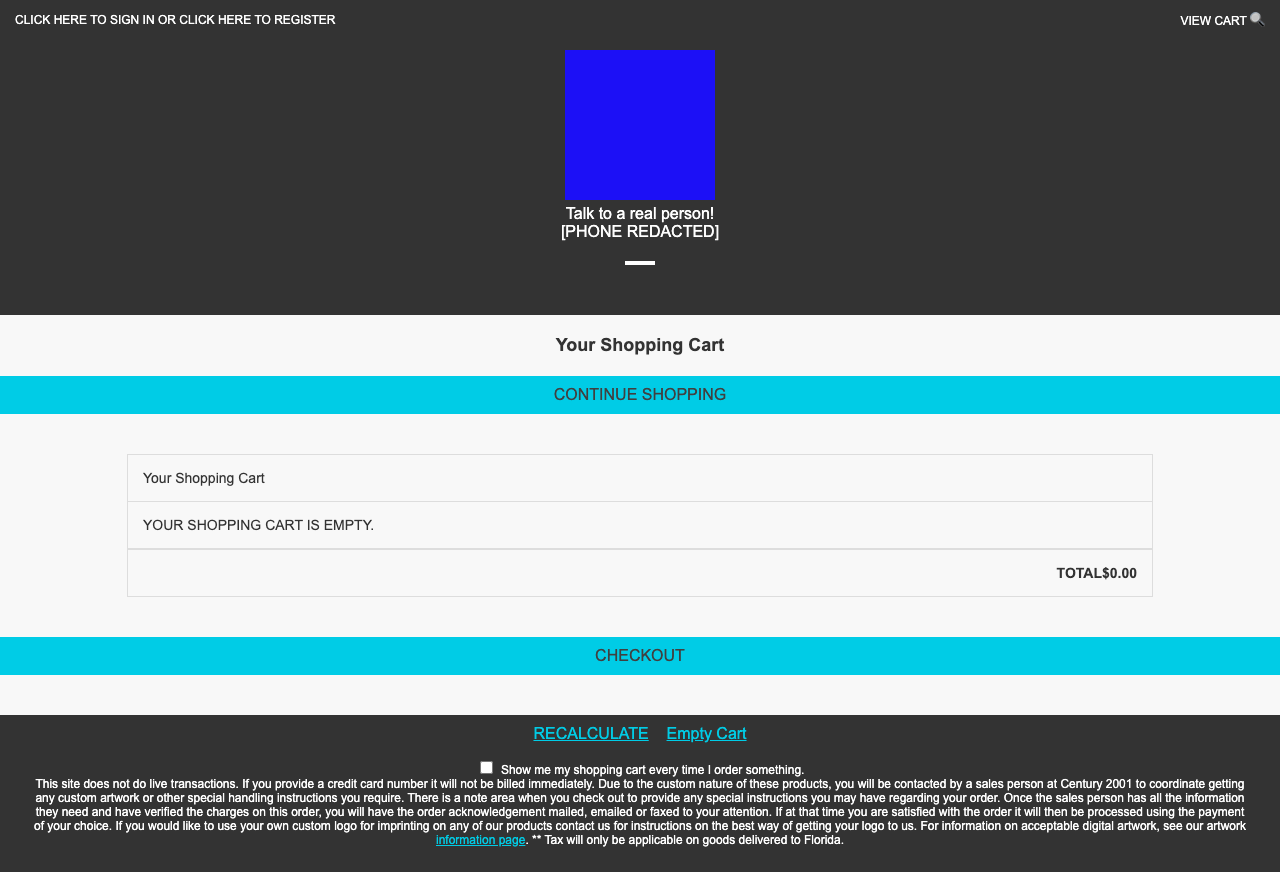 CLICK HERE TO SIGN IN OR CLICK HERE TO REGISTER
VIEW CART
Talk to a real person!
[PHONE REDACTED]
Your Shopping Cart
CONTINUE SHOPPING
Your Shopping Cart
YOUR SHOPPING CART IS EMPTY.
TOTAL$0.00
CHECKOUT
RECALCULATE Empty Cart
Show me my shopping cart every time I order something.
This site does not do live transactions. If you provide a credit card number it will not be billed immediately. Due to the custom nature of these products, you will be contacted by a sales person at Century 2001 to coordinate getting
any custom artwork or other special handling instructions you require. There is a note area when you check out to provide any special instructions you may have regarding your order. Once the sales person has all the information
they need and have verified the charges on this order, you will have the order acknowledgement mailed, emailed or faxed to your attention. If at that time you are satisfied with the order it will then be processed using the payment
of your choice. If you would like to use your own custom logo for imprinting on any of our products contact us for instructions on the best way of getting your logo to us. For information on acceptable digital artwork, see our artwork
information page. ** Tax will only be applicable on goods delivered to Florida.